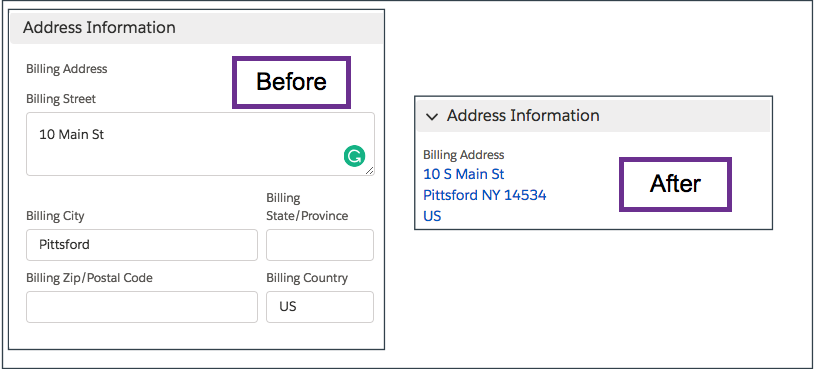 Address Information
Before
Billing Address
Billing Street
10 Main St
Billing City
Billing
State/Province
Pittsford
Billing Zip/Postal Code
Billing Country
US
Address Information
Billing Address
10 S Main St
Pittsford NY 14534
US
After